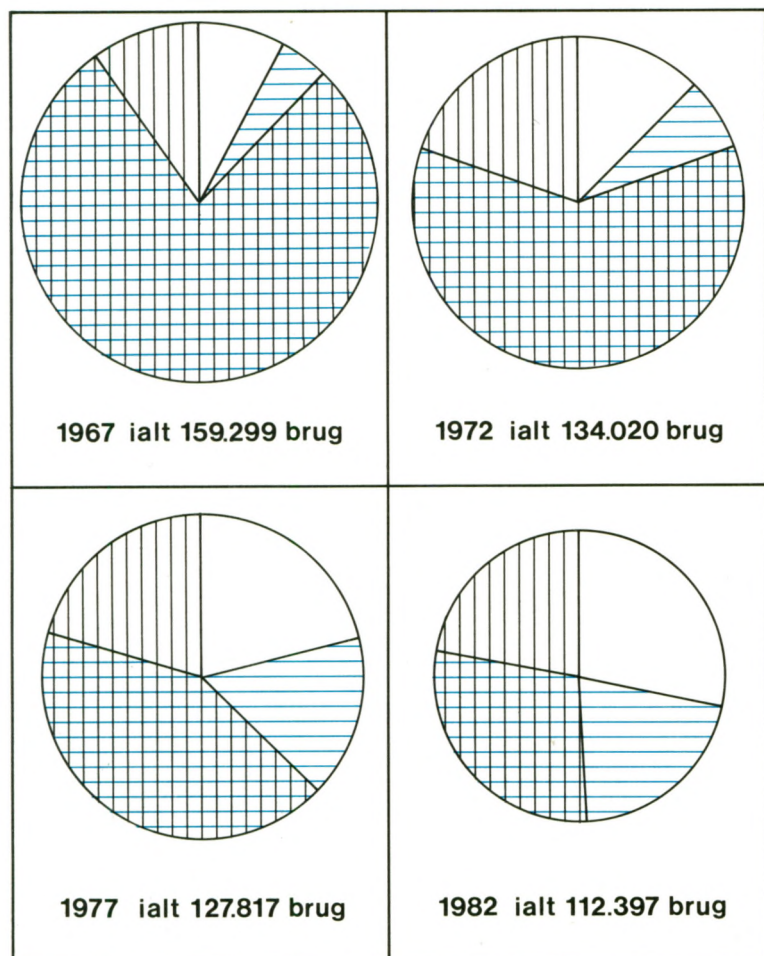 1967 ialt 159.299 brug
1972 ialt 134.020 brug
1977 ialt 127.817 brug
1982 ialt 112.397 brug